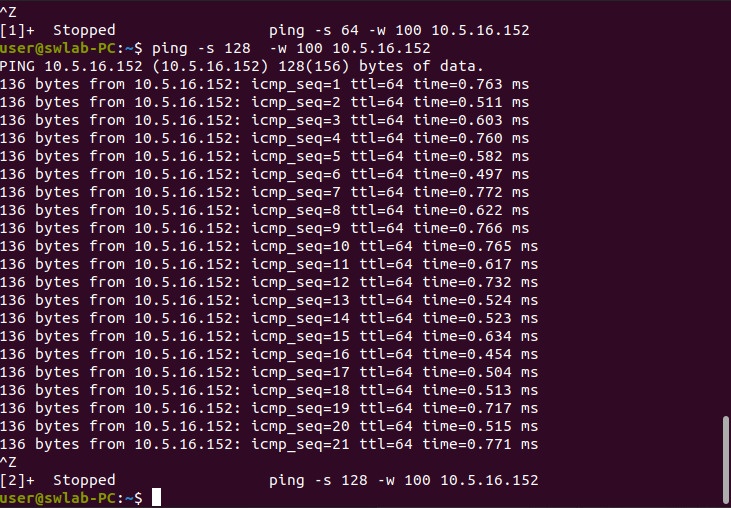 ^Z
[1]+  Stopped                 ping -s 64 -w 100 10.5.16.152
user@swlab-PC:~$ ping -s 128  -w 100 10.5.16.152
PING 10.5.16.152 (10.5.16.152) 128(156) bytes of data.
136 bytes from 10.5.16.152: icmp_seq=1 ttl=64 time=0.763 ms
136 bytes from 10.5.16.152: icmp_seq=2 ttl=64 time=0.511 ms
136 bytes from 10.5.16.152: icmp_seq=3 ttl=64 time=0.603 ms
136 bytes from 10.5.16.152: icmp_seq=4 ttl=64 time=0.760 ms
136 bytes from 10.5.16.152: icmp_seq=5 ttl=64 time=0.582 ms
136 bytes from 10.5.16.152: icmp_seq=6 ttl=64 time=0.497 ms
136 bytes from 10.5.16.152: icmp_seq=7 ttl=64 time=0.772 ms
136 bytes from 10.5.16.152: icmp_seq=8 ttl=64 time=0.622 ms
136 bytes from 10.5.16.152: icmp_seq=9 ttl=64 time=0.766 ms
136 bytes from 10.5.16.152: icmp_seq=10 ttl=64 time=0.765 ms
136 bytes from 10.5.16.152: icmp_seq=11 ttl=64 time=0.617 ms
136 bytes from 10.5.16.152: icmp_seq=12 ttl=64 time=0.732 ms
136 bytes from 10.5.16.152: icmp_seq=13 ttl=64 time=0.524 ms
136 bytes from 10.5.16.152: icmp_seq=14 ttl=64 time=0.523 ms
136 bytes from 10.5.16.152: icmp_seq=15 ttl=64 time=0.634 ms
136 bytes from 10.5.16.152: icmp_seq=16 ttl=64 time=0.454 ms
136 bytes from 10.5.16.152: icmp_seq=17 ttl=64 time=0.504 ms
136 bytes from 10.5.16.152: icmp_seq=18 ttl=64 time=0.513 ms
136 bytes from 10.5.16.152: icmp_seq=19 ttl=64 time=0.717 ms
136 bytes from 10.5.16.152: icmp_seq=20 ttl=64 time=0.515 ms
136 bytes from 10.5.16.152: icmp_seq=21 ttl=64 time=0.771 ms
^Z
[2]+  Stopped                 ping -s 128 -w 100 10.5.16.152
user@swlab-PC:~$